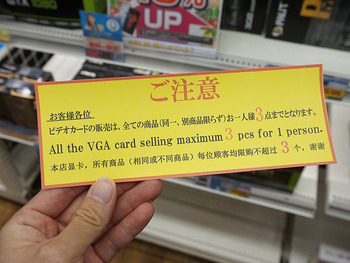 GTX 1080
UP
ご注意
お客様各位
ビデオカードの販売は、全ての商品(同一、別商品限らず)お一人様3点までとなります。
All the VGA card selling maximum 3 pcs for 1 person.
本店显卡，所有商品（相同或不同商品）每位顾客均限购不超过 3 个，谢谢